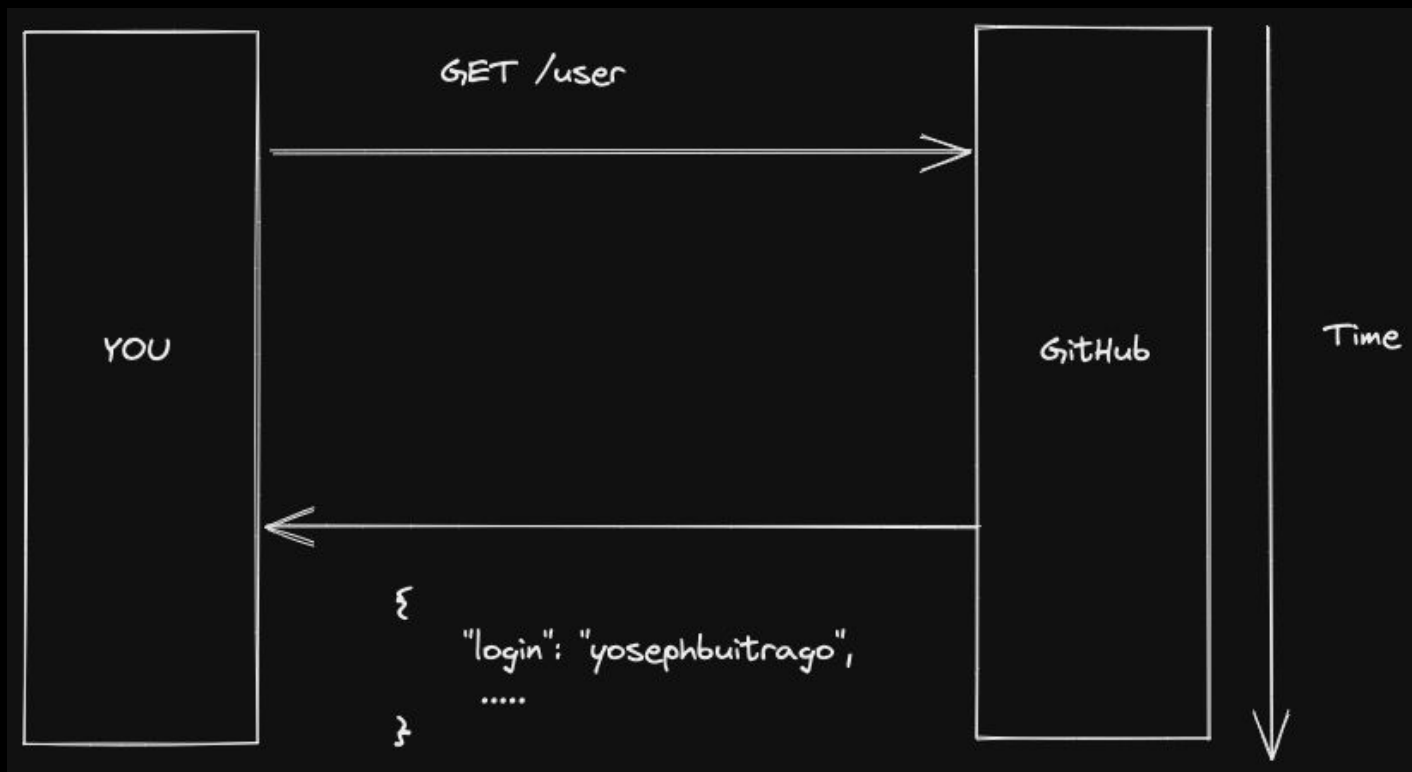 GET /user
YOU
GitHub
Time
{
"login": "yosephbuitrago",
.....
}